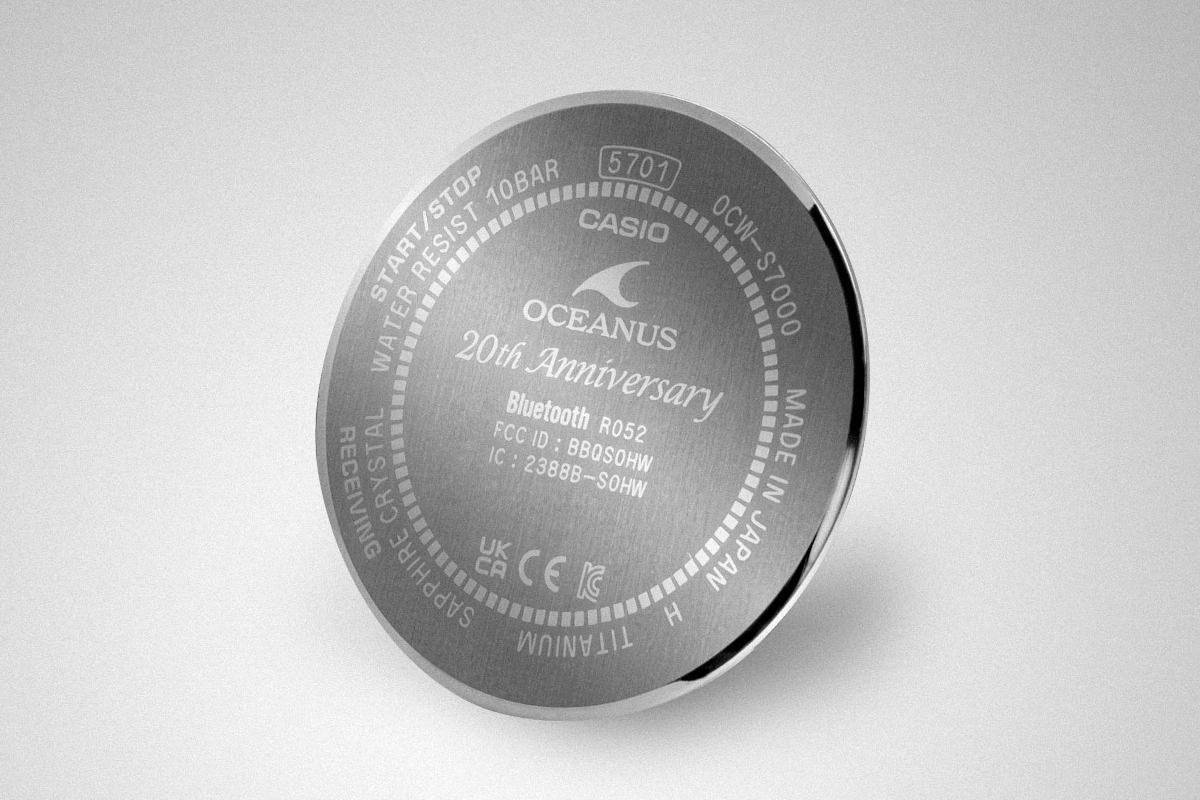 START/STOP
WATER RESIST 10BAR
5701
OCW-S7000
MADE IN JAPAN
H
TITANIUM
SAPPHIRE CRYSTAL
RECEIVING
CASIO
OCEANUS
20th Anniversary
Bluetooth R052
FCC ID : BBQSOHW
IC : 2388B-SOHW
UK
CA CE